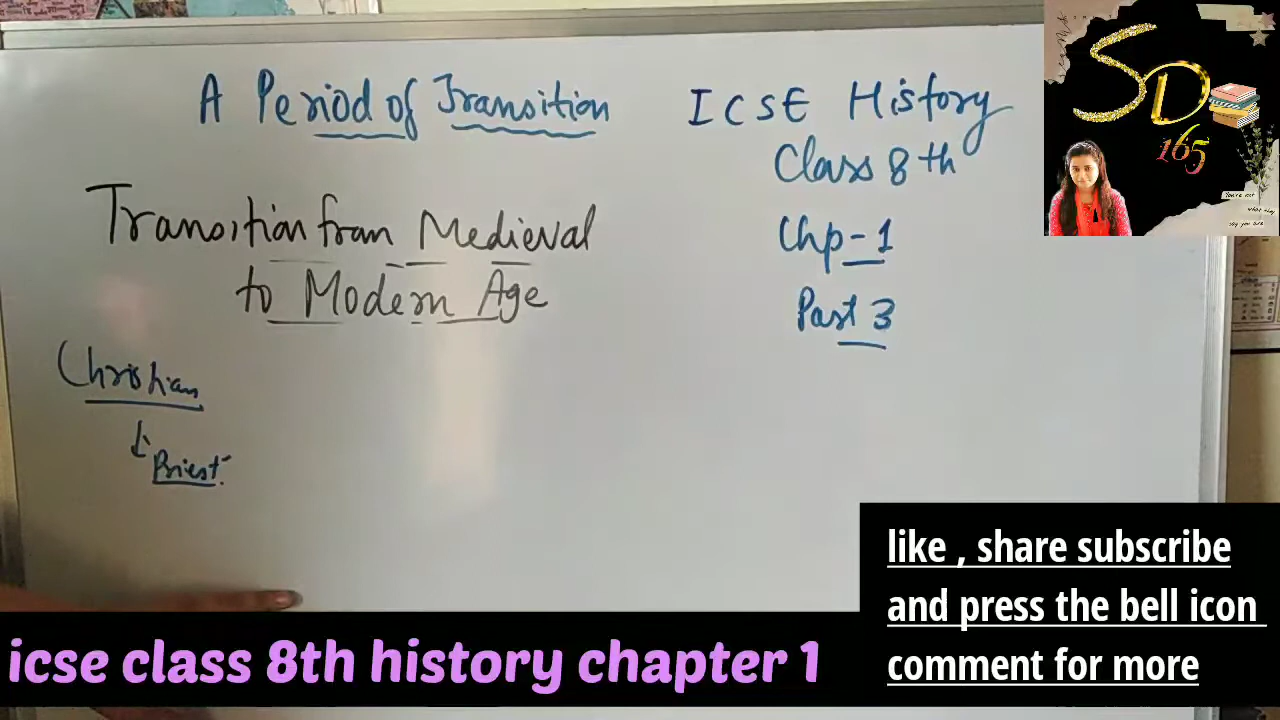 A Period of Transition
Transition from Medieval
to Modern Age
Christian
Priest
ICSE History
Class 8th
Chp-1
Part 3
SD
165
like , share subscribe
and press the bell icon
comment for more
icse class 8th history chapter 1